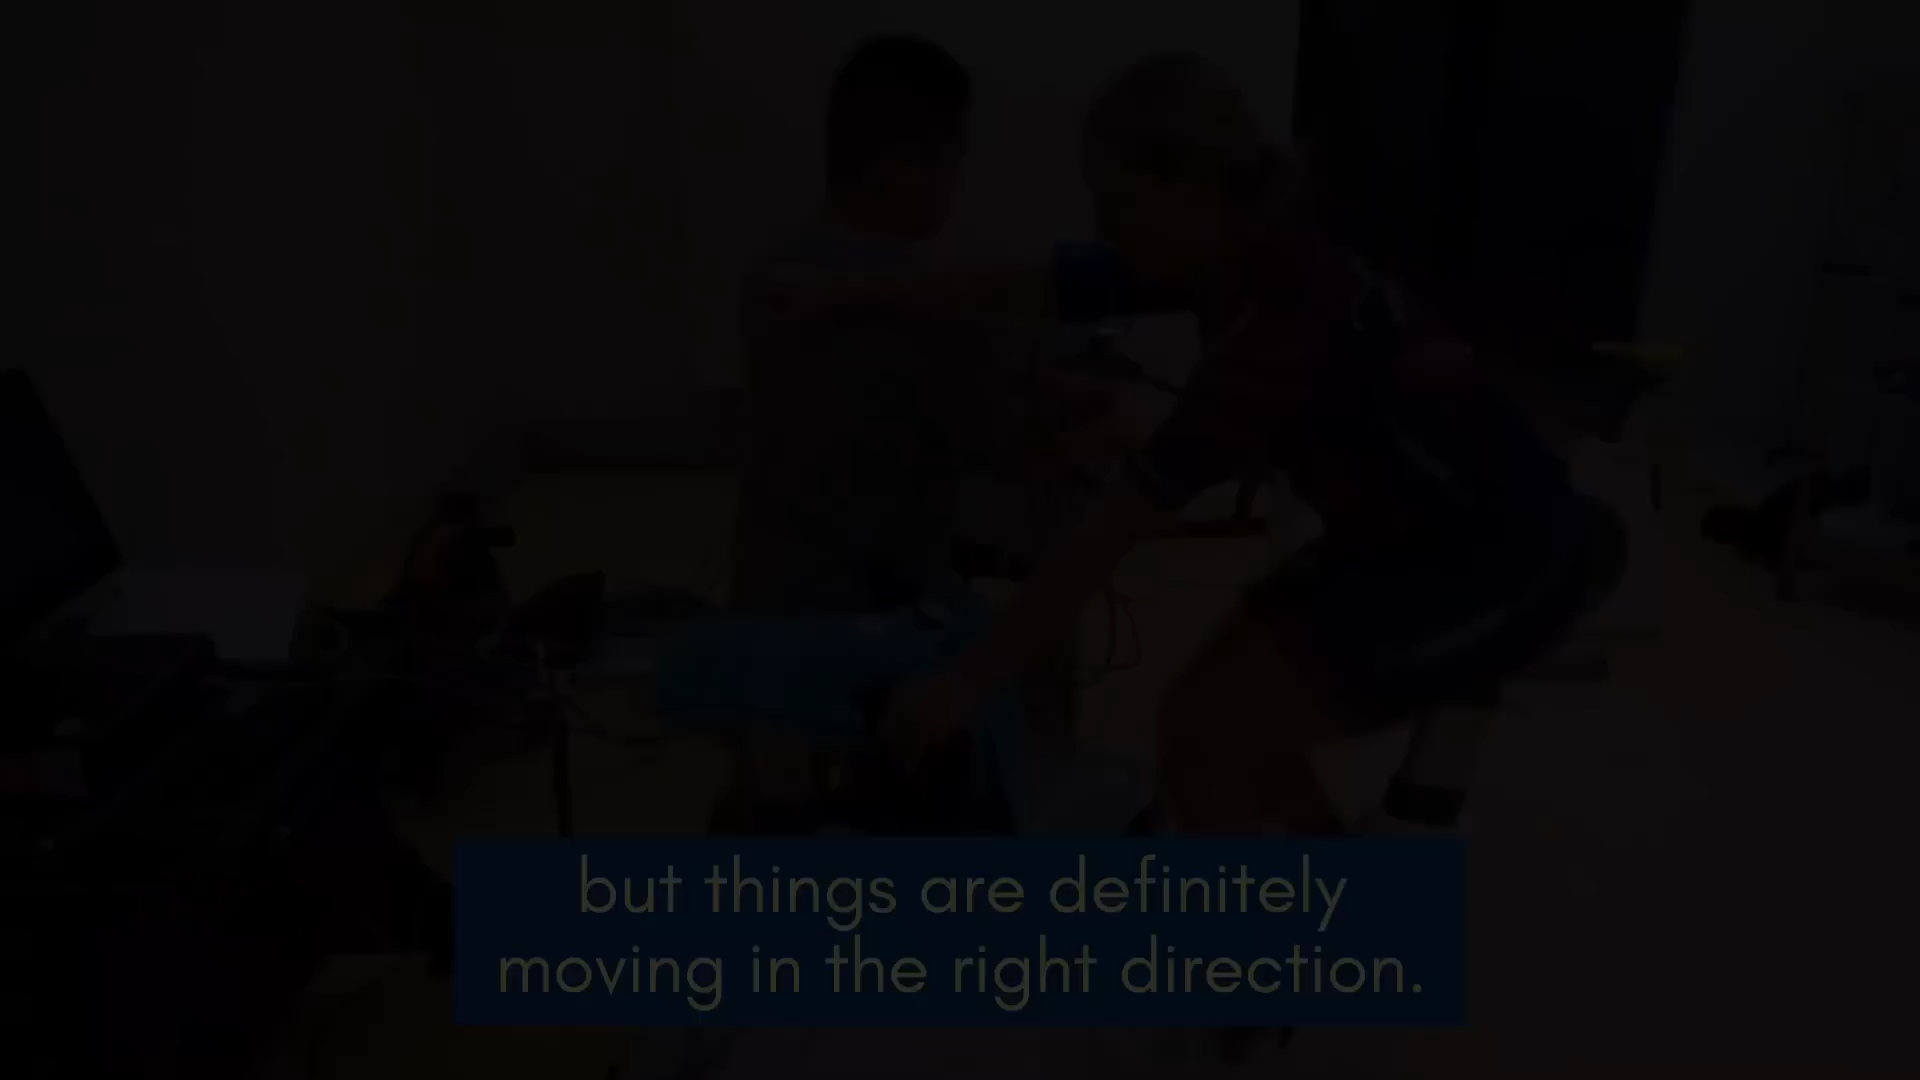 but things are definitely
moving in the right direction.